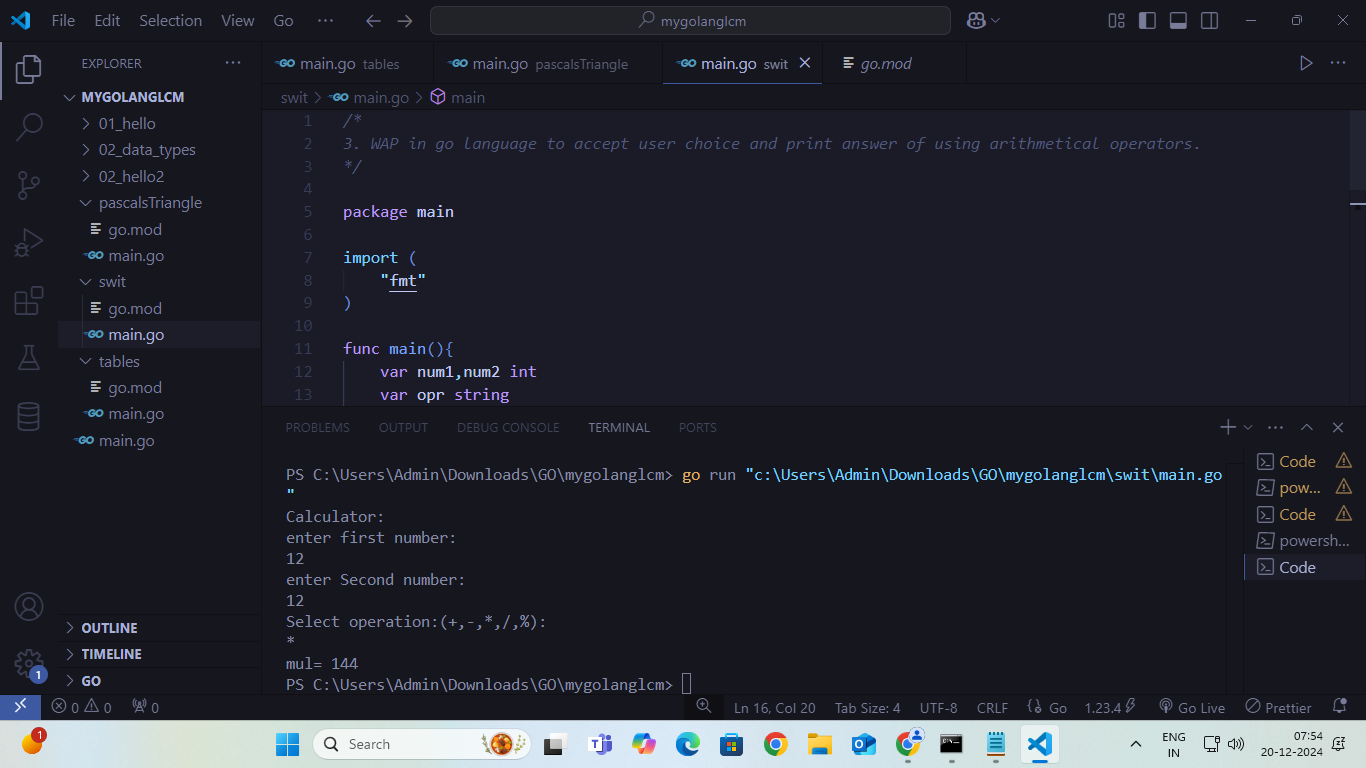 File Edit Selection View Go ··· mygolanglcm
EXPLORER ···
MYGOLANGLCM
01_hello
02_data_types
02_hello2
pascalsTriangle
go.mod
GO main.go
swit
go.mod
GO main.go
tables
go.mod
GO main.go
GO main.go
OUTLINE
TIMELINE
GO
1
GO main.go tables
GO main.go pascalsTriangle
GO main.go swit
go.mod
swit > GO main.go > main
1 /*
2 3. WAP in go language to accept user choice and print answer of using arithmetical operators.
3 */
4
5 package main
6
7 import (
8 "fmt"
9 )
10
11 func main(){
12 var num1,num2 int
13 var opr string
PROBLEMS OUTPUT DEBUG CONSOLE TERMINAL PORTS
PS C:\Users\Admin\Downloads\GO\mygolanglcm> go run "c:\Users\Admin\Downloads\GO\mygolanglcm\swit\main.go
"
Calculator:
enter first number:
12
enter Second number:
12
Select operation:(+,-,*,/,%):
*
mul= 144
PS C:\Users\Admin\Downloads\GO\mygolanglcm>
Code
pow...
Code
powersh...
Code
0 0 0 Ln 16, Col 20 Tab Size: 4 UTF-8 CRLF Go 1.23.4 Go Live Prettier
1 Search ENG 07:54
IN 20-12-2024